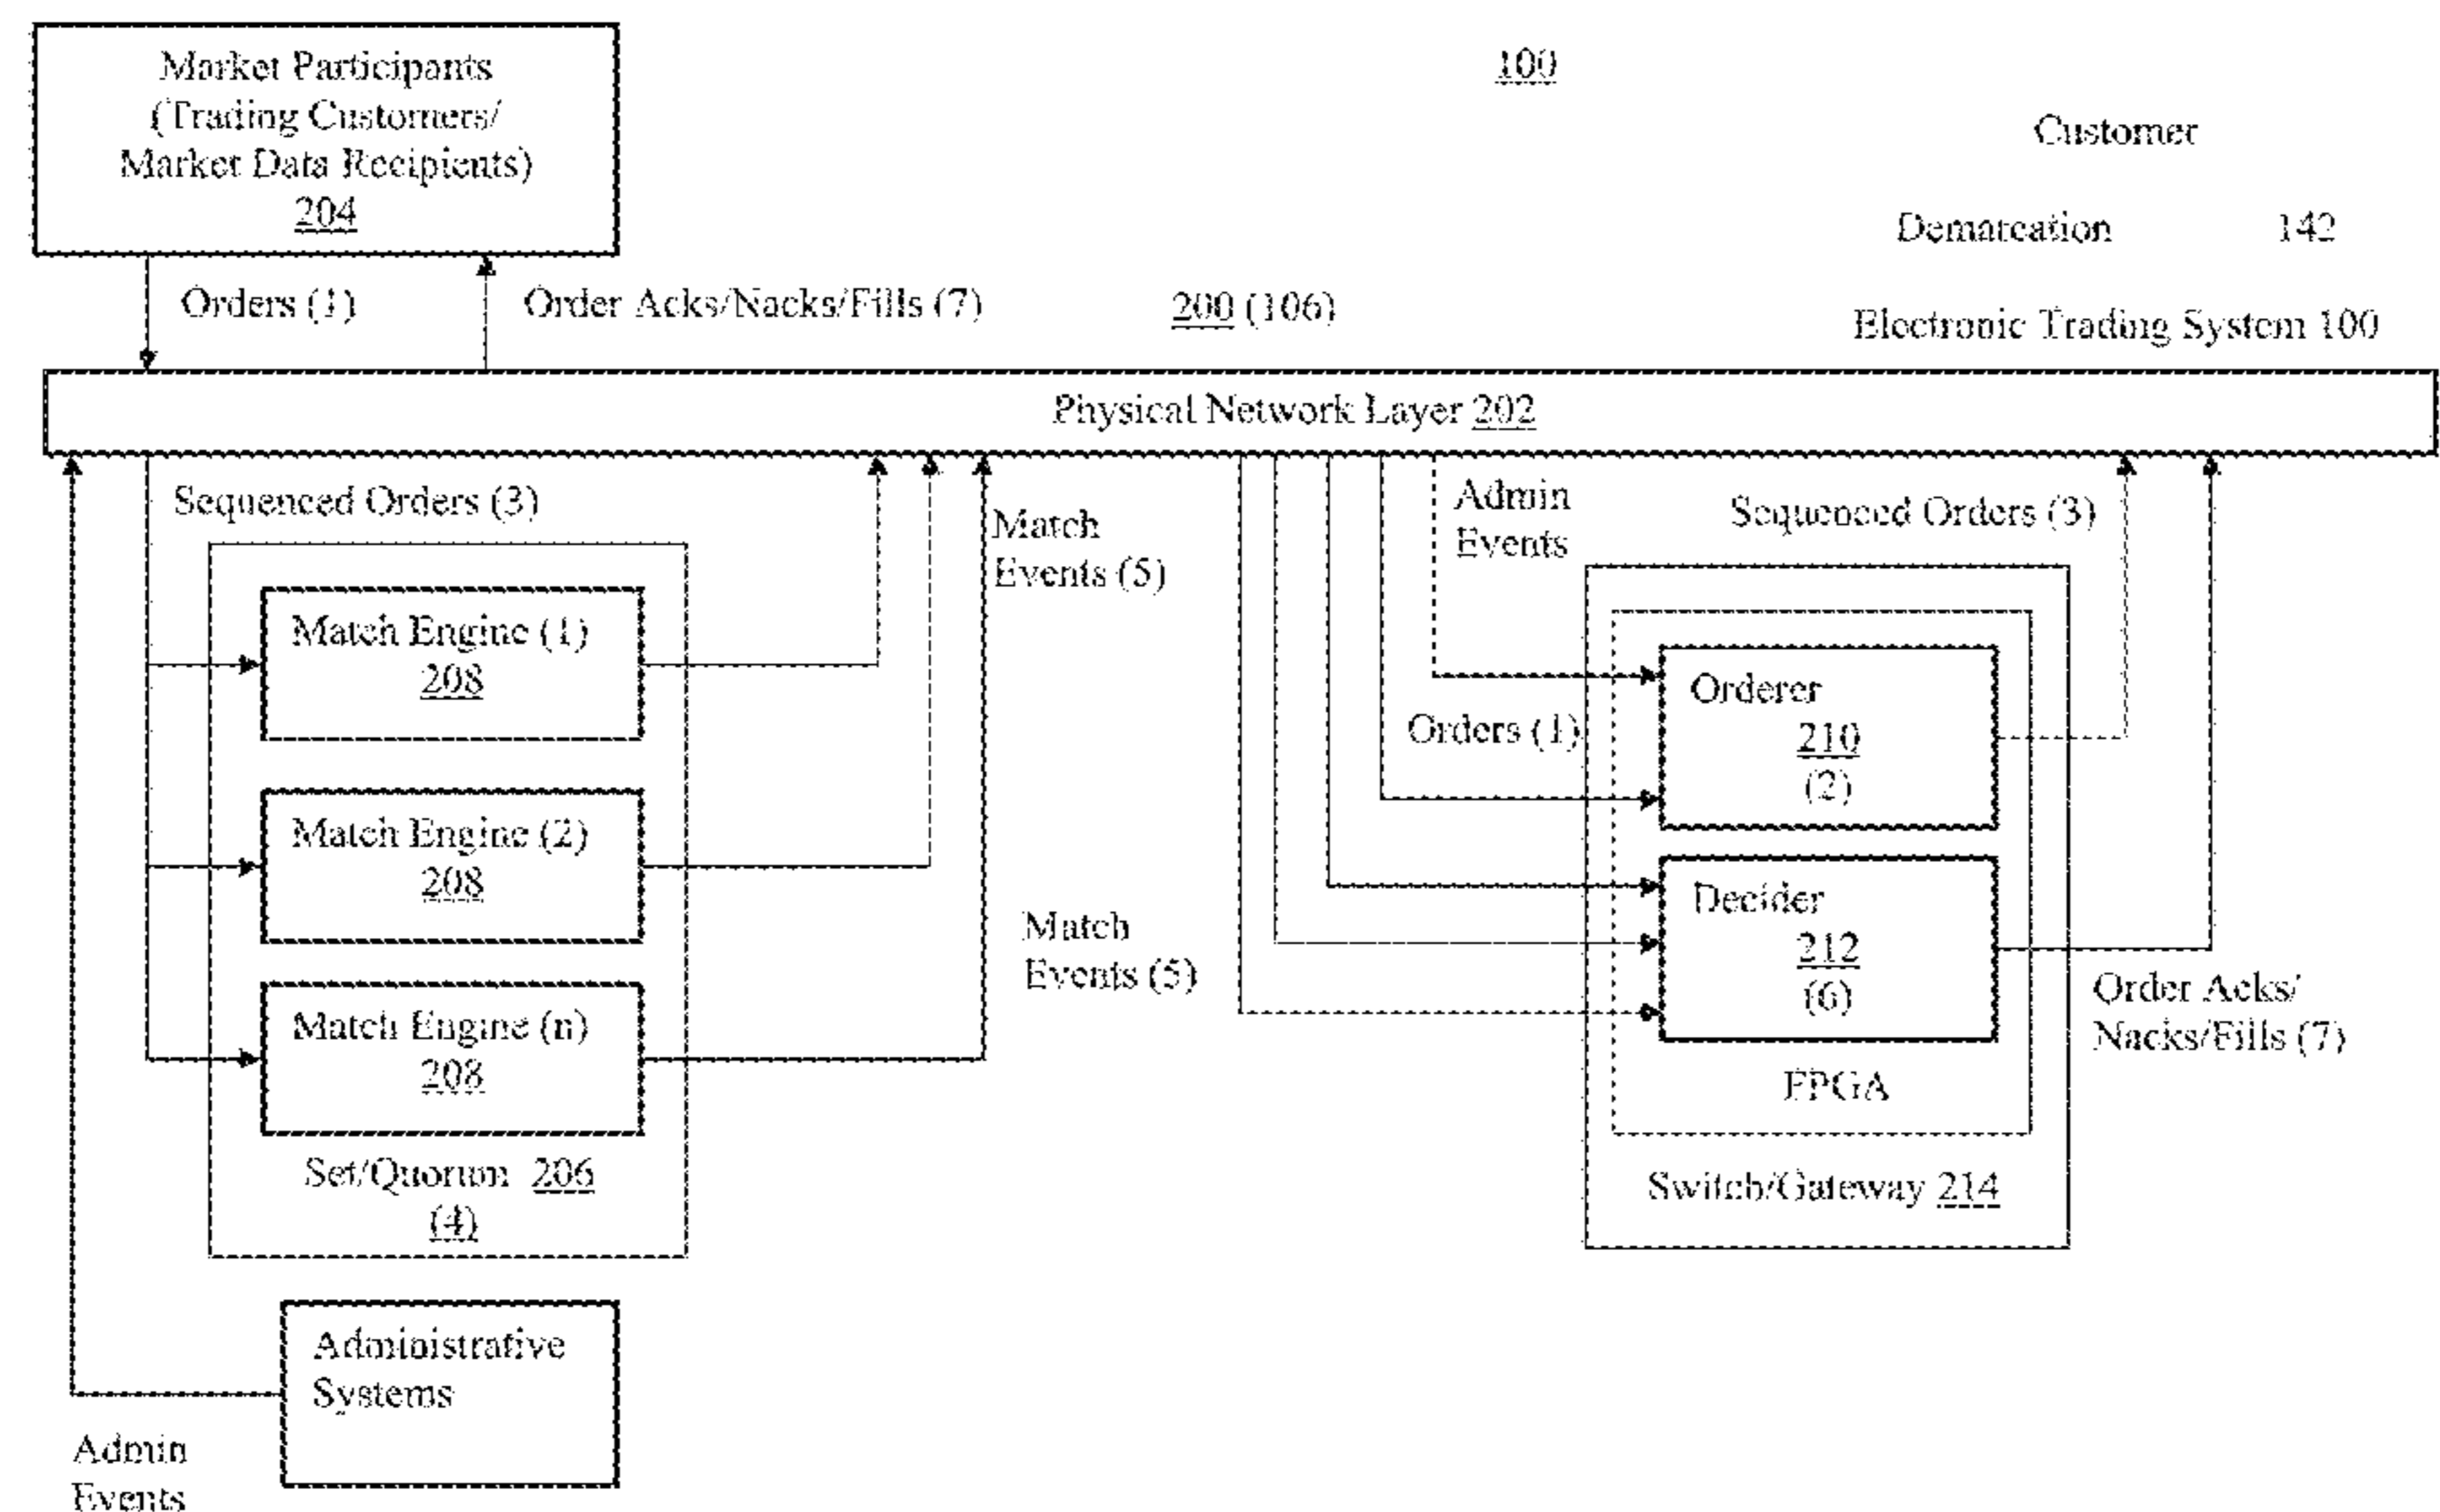 Market Participants
(Trading Customers/
Market Data Recipients)
204
100
Customer
Demarcation 142
Electronic Trading System 100
Orders (1)
Order Acks/Nacks/Fills (7)
200 (106)
Physical Network Layer 202
Sequenced Orders (3)
Match
Events (5)
Admin
Events
Sequenced Orders (3)
Match Engine (1)
208
Match Engine (2)
208
Match Engine (n)
208
Set/Quorum 206
(4)
Match
Events (5)
Orders (1)
Orderer
210
(2)
Decider
212
(6)
FPGA
Switch/Gateway 214
Order Acks/
Nacks/Fills (7)
Administrative
Systems
Admin
Events